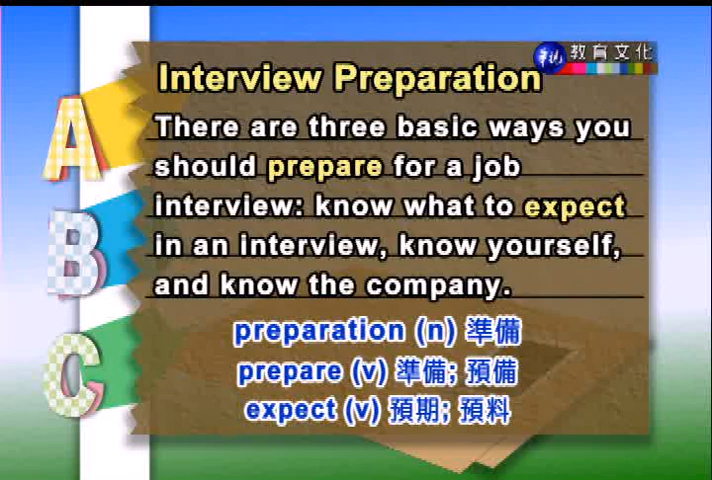 華視 教育文化
Interview Preparation
There are three basic ways you
should prepare for a job
interview: know what to expect
in an interview, know yourself,
and know the company.
preparation (n) 準備
prepare (v) 準備; 預備
expect (v) 預期; 預料
A
B
C